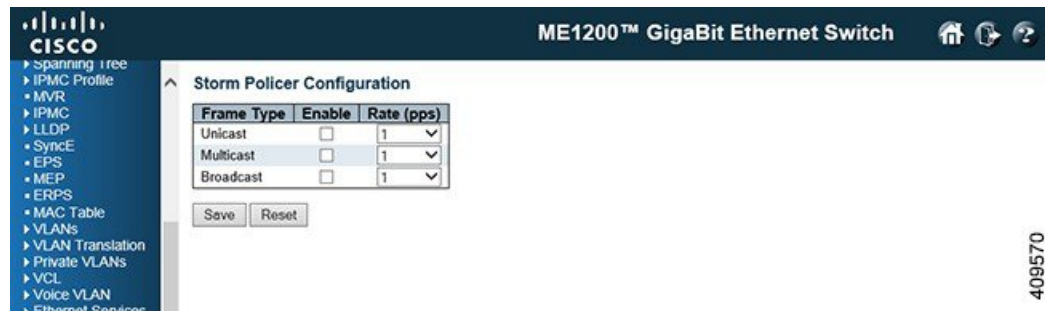 CISCO
ME1200™ GigaBit Ethernet Switch
Spanning Tree
IPMC Profile
MVR
IPMC
LLDP
SyncE
EPS
MEP
ERPS
MAC Table
VLANs
VLAN Translation
Private VLANs
VCL
Voice VLAN
Ethernet Services
Storm Policer Configuration
Frame Type Enable Rate (pps)
Unicast 1
Multicast 1
Broadcast 1
Save Reset
409570